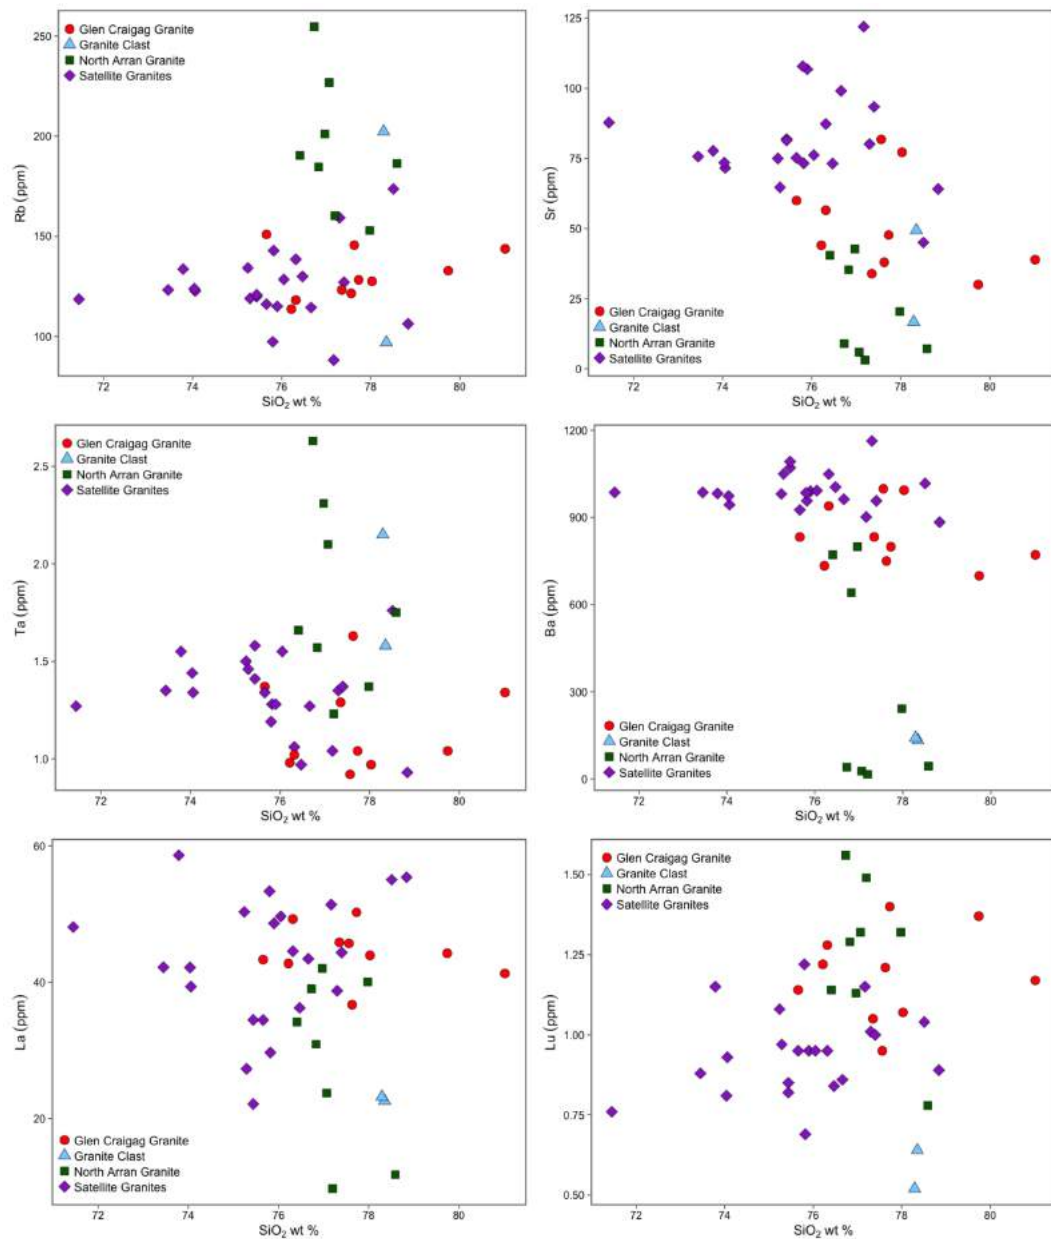 250
200
150
100
Rb (ppm)
Glen Craigag Granite
Granite Clast
North Arran Granite
Satellite Granites
72
74
76
78
80
SiO₂ wt %
125
100
75
50
25
0
Sr (ppm)
Glen Craigag Granite
Granite Clast
North Arran Granite
Satellite Granites
72
74
76
78
80
SiO₂ wt %
2.5
2.0
1.5
1.0
Ta (ppm)
Glen Craigag Granite
Granite Clast
North Arran Granite
Satellite Granites
72
74
76
78
80
SiO₂ wt %
1200
900
600
300
0
Ba (ppm)
Glen Craigag Granite
Granite Clast
North Arran Granite
Satellite Granites
72
74
76
78
80
SiO₂ wt %
60
40
20
La (ppm)
Glen Craigag Granite
Granite Clast
North Arran Granite
Satellite Granites
72
74
76
78
80
SiO₂ wt %
1.50
1.25
1.00
0.75
0.50
Lu (ppm)
Glen Craigag Granite
Granite Clast
North Arran Granite
Satellite Granites
72
74
76
78
80
SiO₂ wt %